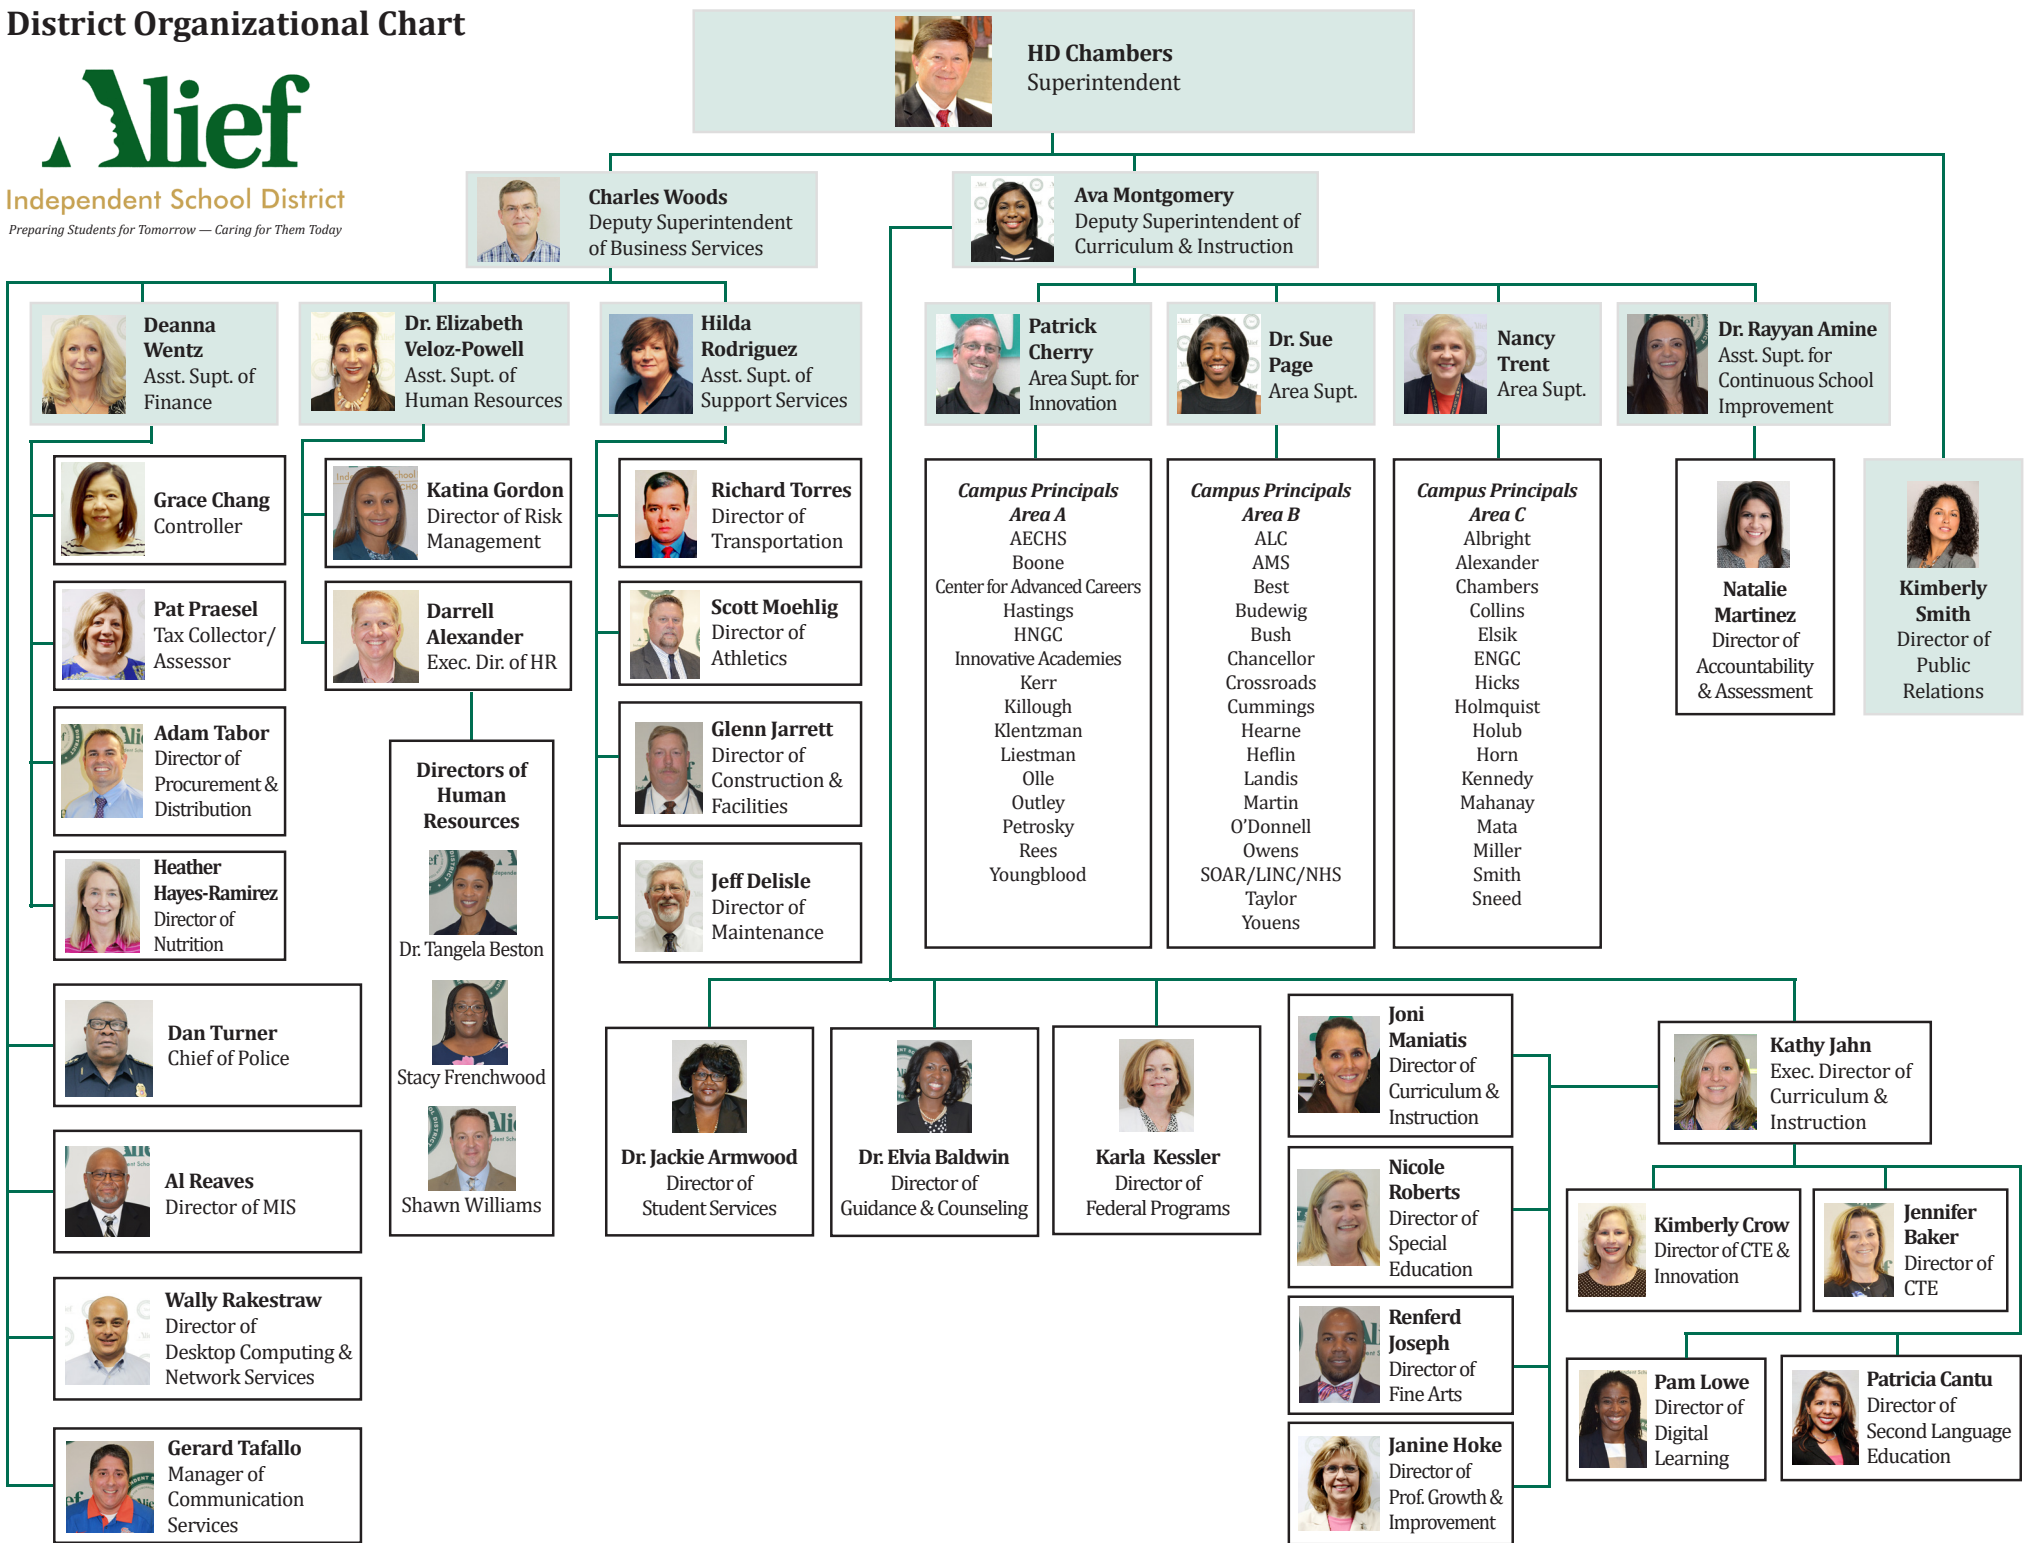 District Organizational Chart
Alief
Independent School District
Preparing Students for Tomorrow — Caring for Them Today
HD Chambers
Superintendent
Charles Woods
Deputy Superintendent
of Business Services
Ava Montgomery
Deputy Superintendent of
Curriculum & Instruction
Deanna
Wentz
Asst. Supt. of
Finance
Dr. Elizabeth
Veloz-Powell
Asst. Supt. of
Human Resources
Hilda
Rodriguez
Asst. Supt. of
Support Services
Patrick
Cherry
Area Supt. for
Innovation
Dr. Sue
Page
Area Supt.
Nancy
Trent
Area Supt.
Dr. Rayyan Amine
Asst. Supt. for
Continuous School
Improvement
Grace Chang
Controller
Pat Praesel
Tax Collector/
Assessor
Adam Tabor
Director of
Procurement &
Distribution
Heather
Hayes-Ramirez
Director of
Nutrition
Dan Turner
Chief of Police
Al Reaves
Director of MIS
Wally Rakestraw
Director of
Desktop Computing &
Network Services
Gerard Tafallo
Manager of
Communication
Services
Katina Gordon
Director of Risk
Management
Darrell
Alexander
Exec. Dir. of HR
Directors of
Human
Resources
Dr. Tangela Beston
Stacy Frenchwood
Shawn Williams
Richard Torres
Director of
Transportation
Scott Moehlig
Director of
Athletics
Glenn Jarrett
Director of
Construction &
Facilities
Jeff Delisle
Director of
Maintenance
Campus Principals
Area A
AECHS
Boone
Center for Advanced Careers
Hastings
HNGC
Innovative Academies
Kerr
Killough
Klentzman
Liestman
Olle
Outley
Petrosky
Rees
Youngblood
Campus Principals
Area B
ALC
AMS
Best
Budewig
Bush
Chancellor
Crossroads
Cummings
Hearne
Heflin
Landis
Martin
O'Donnell
Owens
SOAR/LINC/NHS
Taylor
Youens
Campus Principals
Area C
Albright
Alexander
Chambers
Collins
Elsik
ENGC
Hicks
Holmquist
Holub
Horn
Kennedy
Mahanay
Mata
Miller
Smith
Sneed
Natalie
Martinez
Director of
Accountability
& Assessment
Kimberly
Smith
Director of
Public
Relations
Dr. Jackie Armwood
Director of
Student Services
Dr. Elvia Baldwin
Director of
Guidance & Counseling
Karla Kessler
Director of
Federal Programs
Joni
Maniatis
Director of
Curriculum &
Instruction
Nicole
Roberts
Director of
Special
Education
Renferd
Joseph
Director of
Fine Arts
Janine Hoke
Director of
Prof. Growth &
Improvement
Kathy Jahn
Exec. Director of
Curriculum &
Instruction
Kimberly Crow
Director of CTE &
Innovation
Jennifer
Baker
Director of
CTE
Pam Lowe
Director of
Digital
Learning
Patricia Cantu
Director of
Second Language
Education